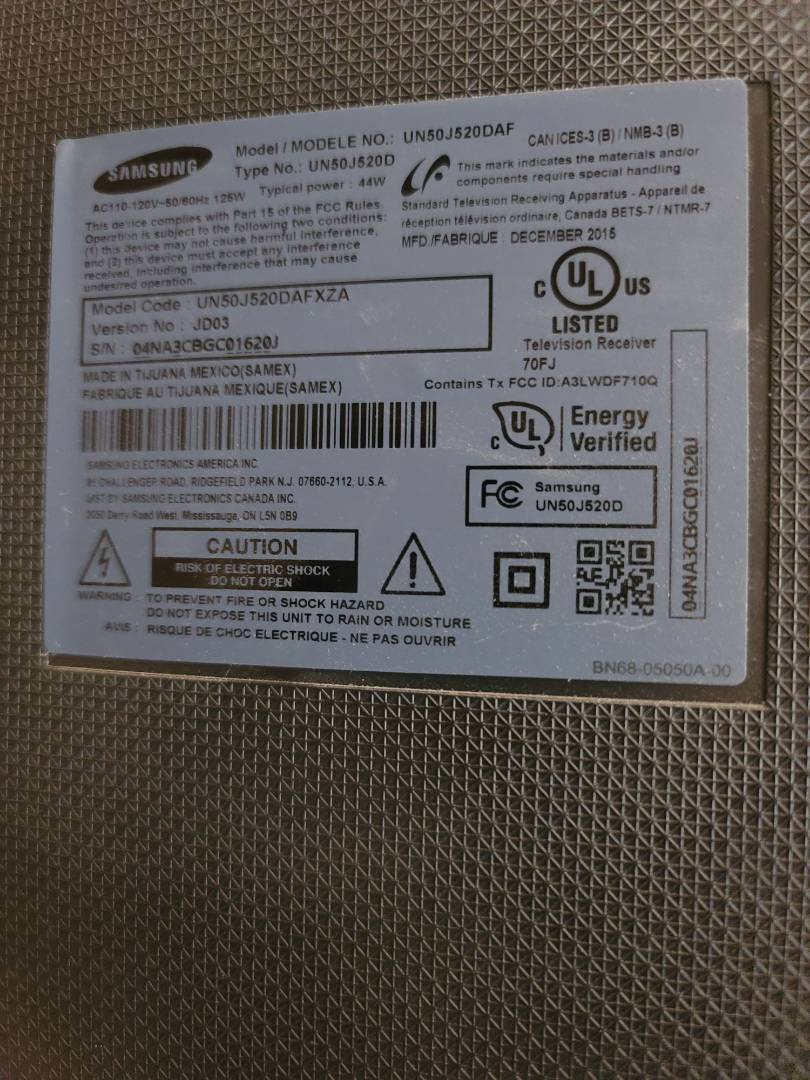 SAMSUNG
Model / MODELE NO.: UN50J520DAF
Type No.: UN50J520D
AC110-120V~50/60Hz 125W Typical power : 44W
This device complies with Part 15 of the FCC Rules.
Operation is subject to the following two conditions:
(1) this device may not cause harmful interference,
and (2) this device must accept any interference
received, including interference that may cause
undesired operation.
CAN ICES-3 (B) / NMB-3 (B)
This mark indicates the materials and/or
components require special handling
Standard Television Receiving Apparatus - Appareil de
réception télévision ordinaire, Canada BETS-7 / NTMR-7
MFD./FABRIQUE : DECEMBER 2015
Model Code : UN50J520DAFXZA
Version No : JD03
S/N : 04NA3CBGC01620J
C UL US
LISTED
Television Receiver
70FJ
MADE IN TIJUANA MEXICO(SAMEX)
FABRIQUE AU TIJUANA MEXIQUE(SAMEX)
Contains Tx FCC ID:A3LWDF710Q
C UL Energy
Verified
SAMSUNG ELECTRONICS AMERICA INC.
CHALLENGER ROAD, RIDGEFIELD PARK N.J. 07660-2112, U.S.A.
DIST BY SAMSUNG ELECTRONICS CANADA INC.
2050 Derry Road West, Mississauga, ON L5N 0B9
FC Samsung
UN50J520D
04NA3CBGC01620J
CAUTION
RISK OF ELECTRIC SHOCK
DO NOT OPEN
WARNING : TO PREVENT FIRE OR SHOCK HAZARD
DO NOT EXPOSE THIS UNIT TO RAIN OR MOISTURE
AVIS : RISQUE DE CHOC ELECTRIQUE - NE PAS OUVRIR
BN68-05050A-00